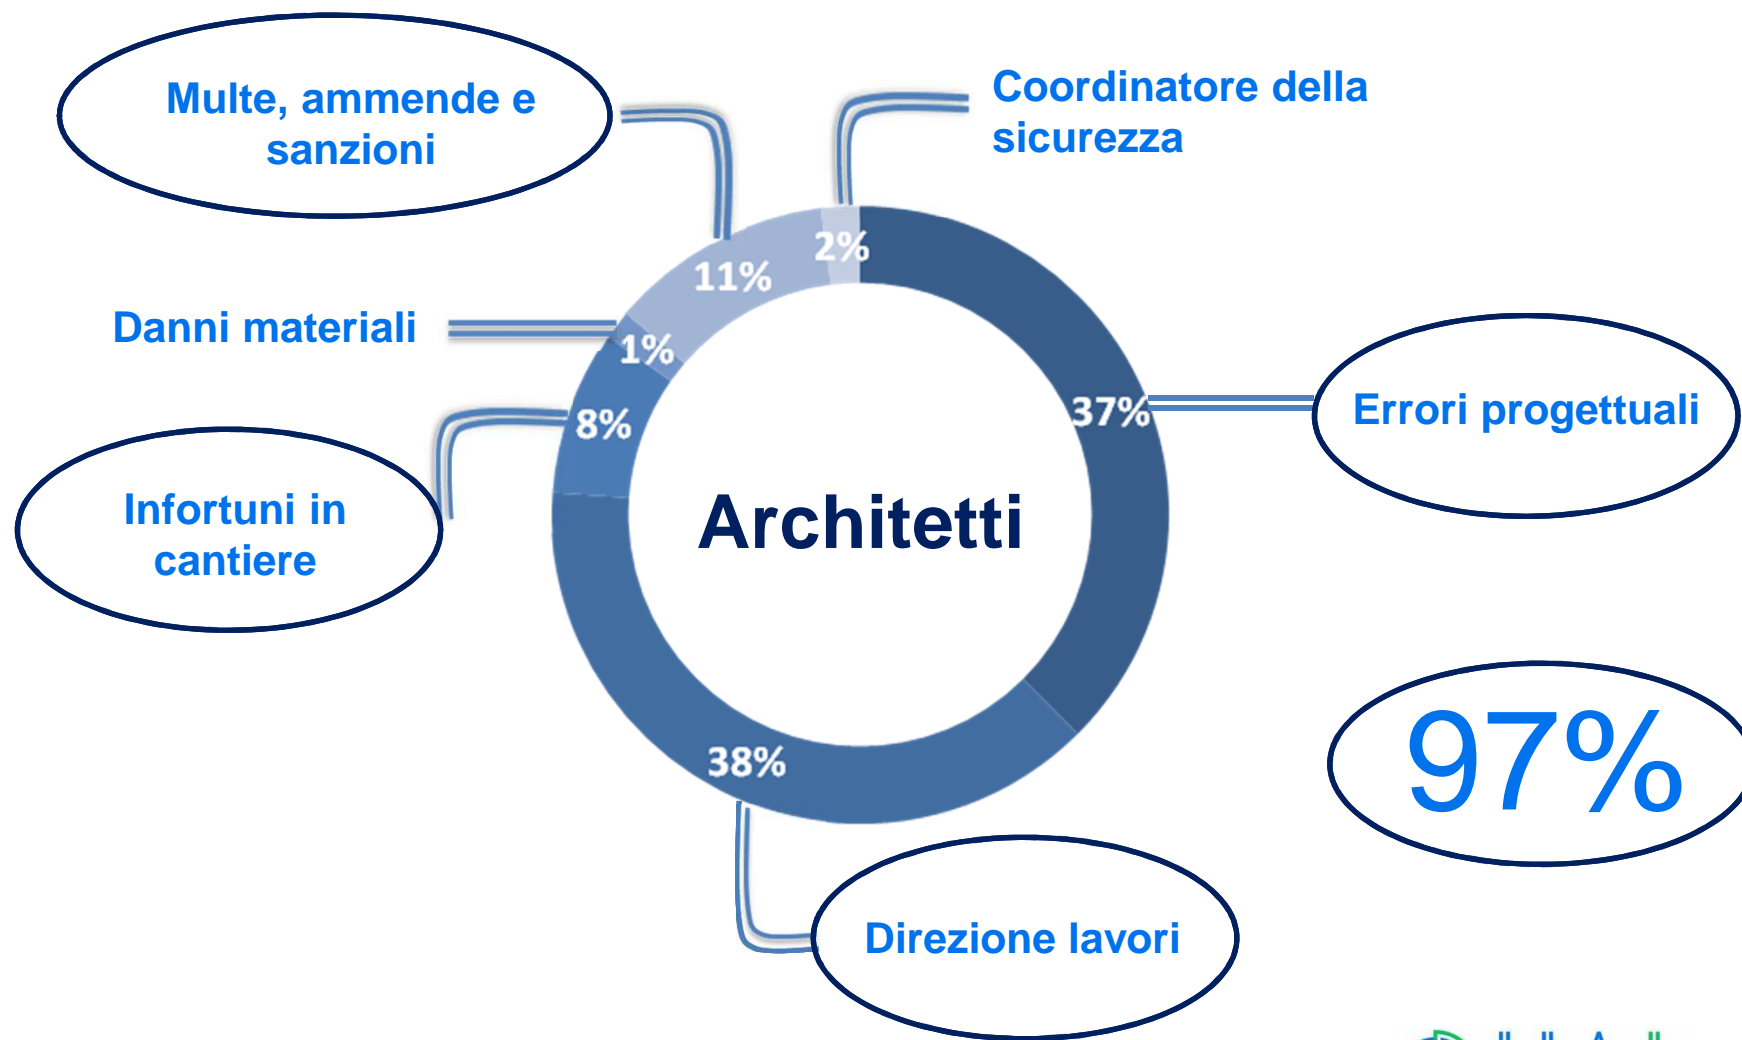 Multe, ammende e
sanzioni
Coordinatore della
sicurezza
2%
11%
Danni materiali
1%
37%
Errori progettuali
8%
Infortuni in
cantiere
Architetti
97%
38%
Direzione lavori